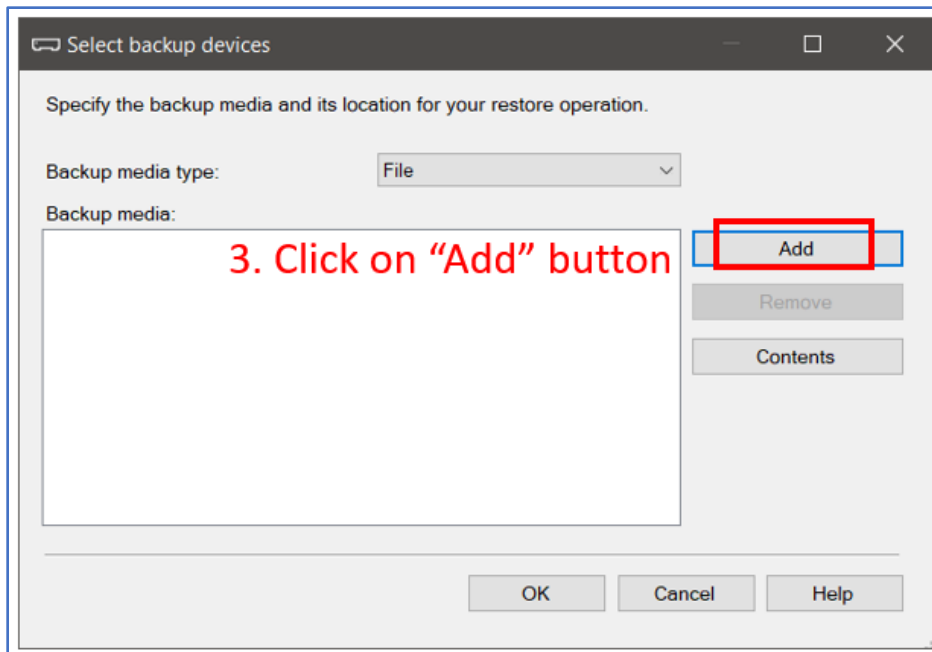 Select backup devices
Specify the backup media and its location for your restore operation.
Backup media type:
File
Backup media:
3. Click on “Add” button
Add
Remove
Contents
OK
Cancel
Help